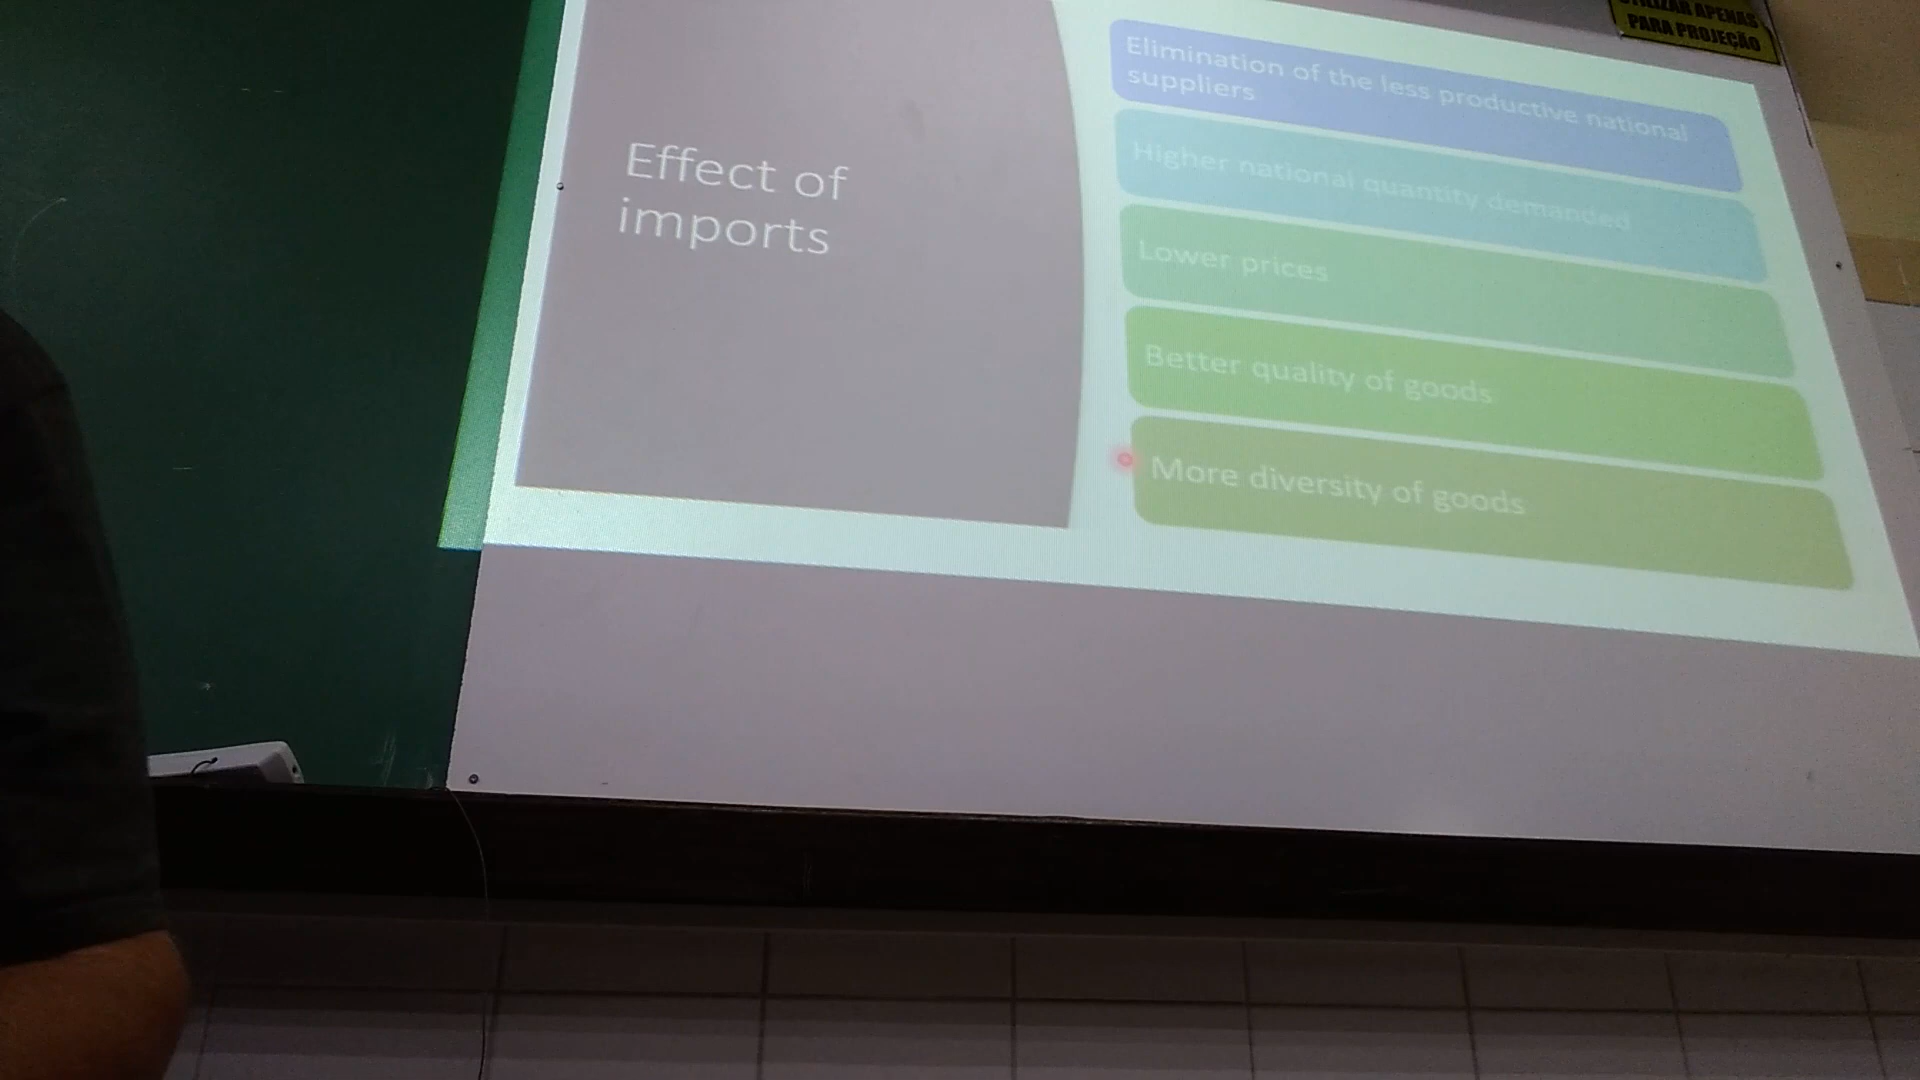 UTILIZAR APENAS
PARA PROJEÇÃO
Effect of
imports
Elimination of the less productive national
suppliers
Higher national quantity demanded
Lower prices
Better quality of goods
More diversity of goods